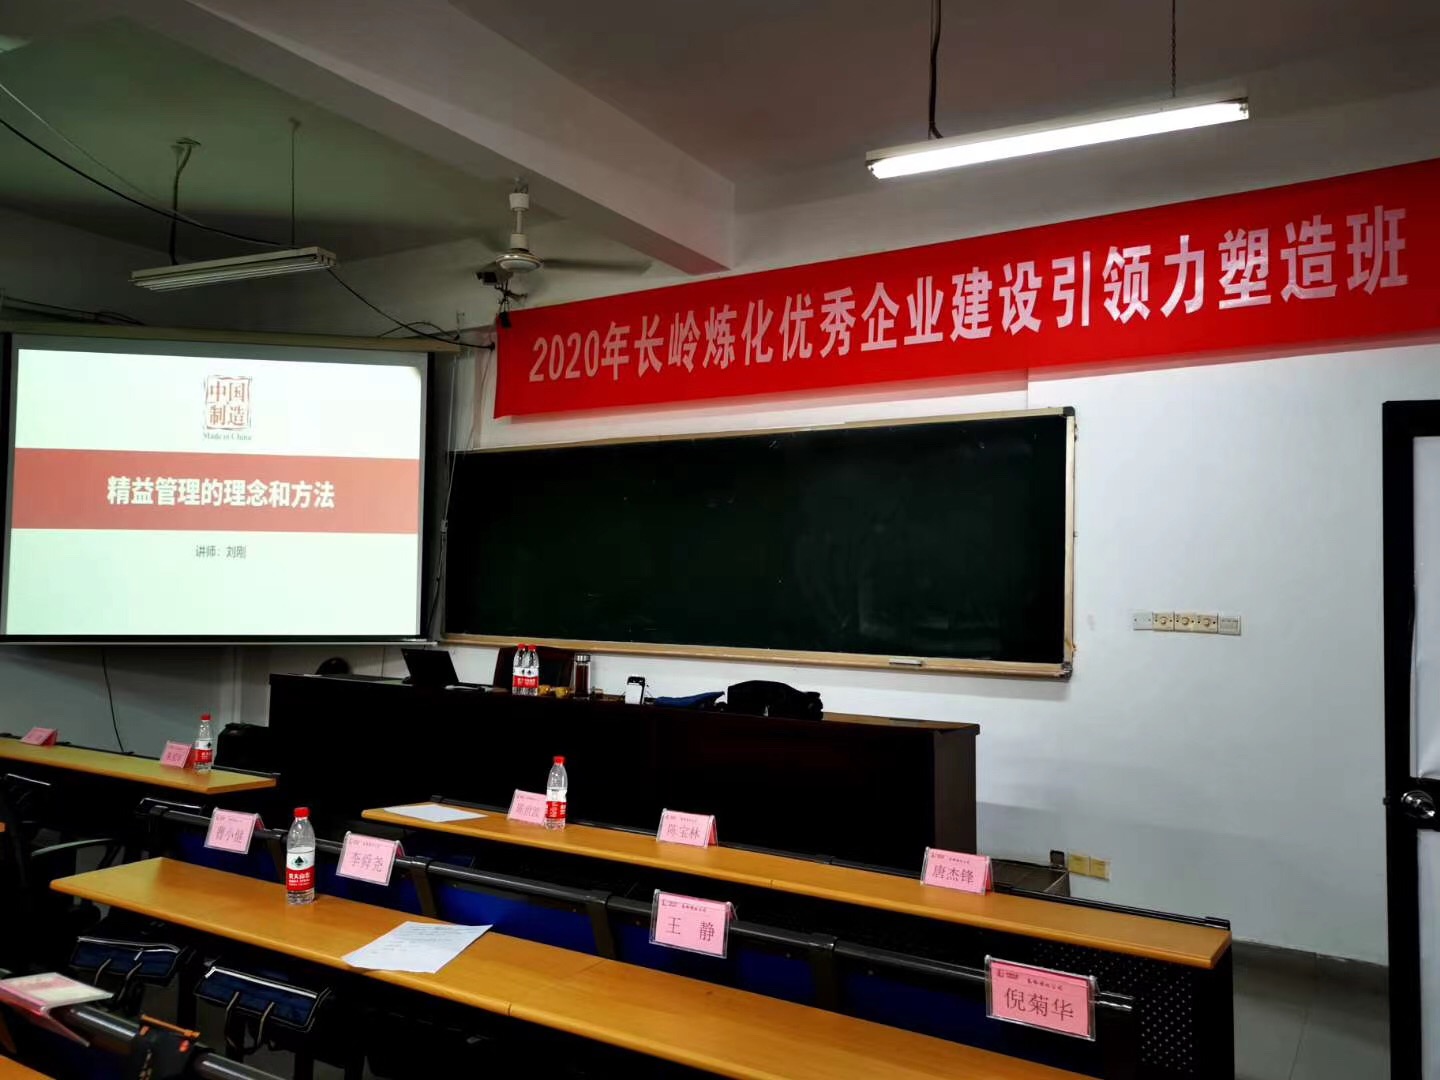 2020年长岭炼化优秀企业建设引领力塑造班
中国
制造
Made in China
精益管理的理念和方法
讲师：刘刚
曹小健
李舜尧
陈宝林
唐杰锋
王 静
倪菊华